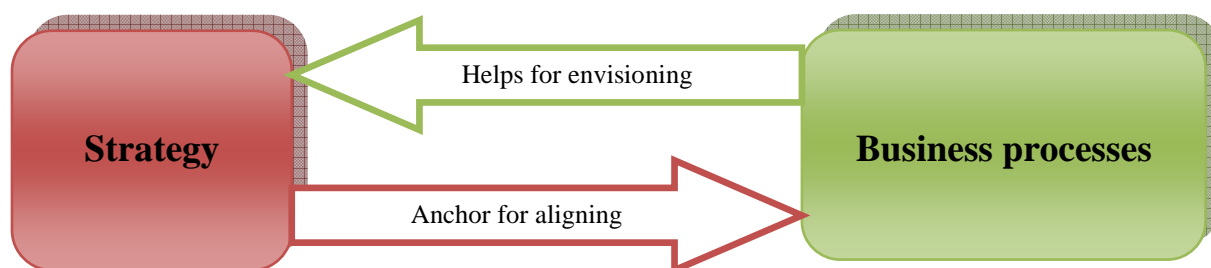 Helps for envisioning
Strategy
Business processes
Anchor for aligning